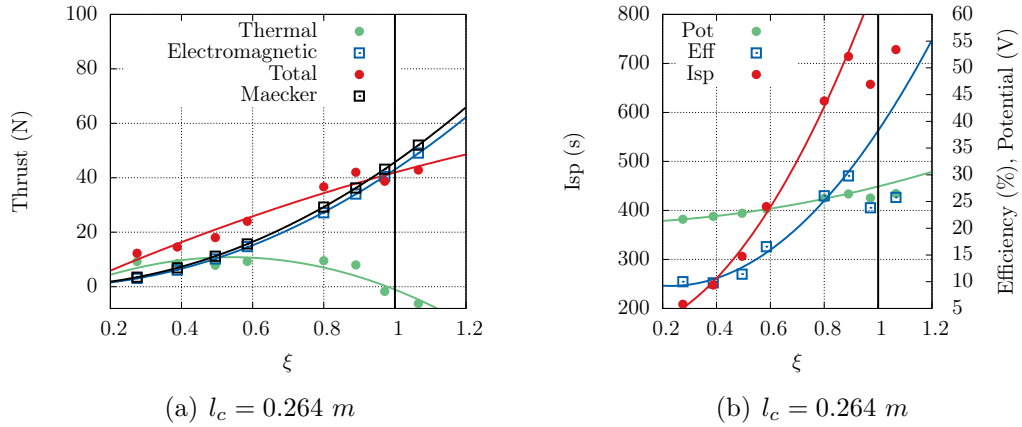 100
80
60
40
20
0
0.2 0.4 0.6 0.8 1 1.2
Thrust (N)
ξ
Thermal
Electromagnetic
Total
Maecker
(a) l_c = 0.264 m
800
700
600
500
400
300
200
0.2 0.4 0.6 0.8 1 1.2
60
55
50
45
40
35
30
25
20
15
10
5
Isp (s)
Efficiency (%), Potential (V)
ξ
Pot
Eff
Isp
(b) l_c = 0.264 m